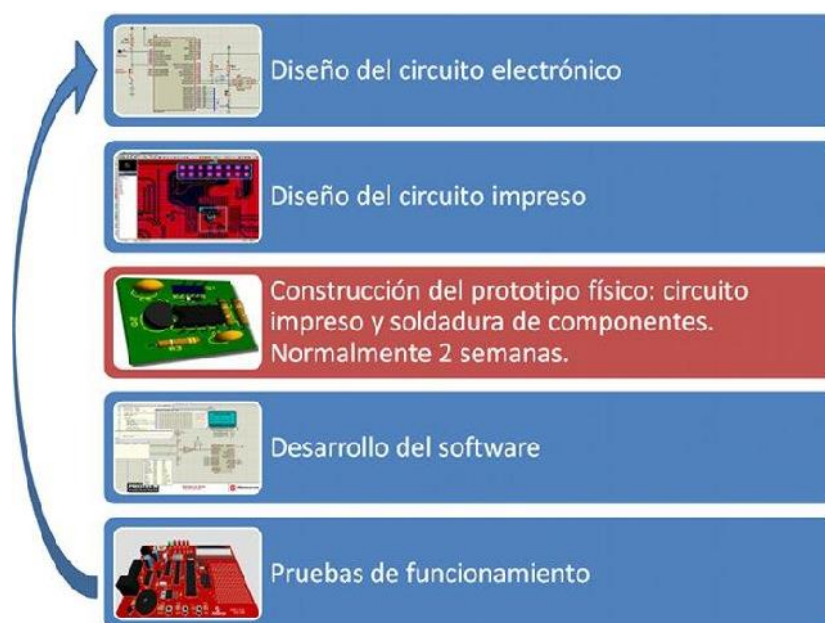 Diseño del circuito electrónico
Diseño del circuito impreso
Construcción del prototipo físico: circuito
impreso y soldadura de componentes.
Normalmente 2 semanas.
Desarrollo del software
Pruebas de funcionamiento